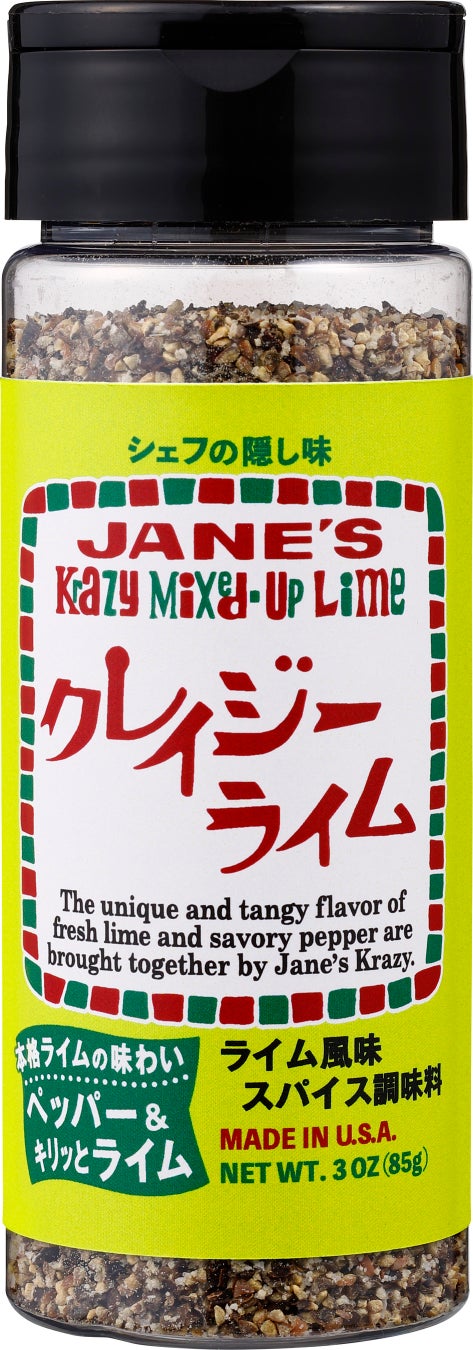 シェフの隠し味
JANE'S
Krazy Mixed-Up Lime
クレイジー
ライム
The unique and tangy flavor of
fresh lime and savory pepper are
brought together by Jane's Krazy.
本格ライムの味わい
ペッパー&
キリッとライム
ライム風味
スパイス調味料
MADE IN U.S.A.
NET WT. 3 OZ (85g)